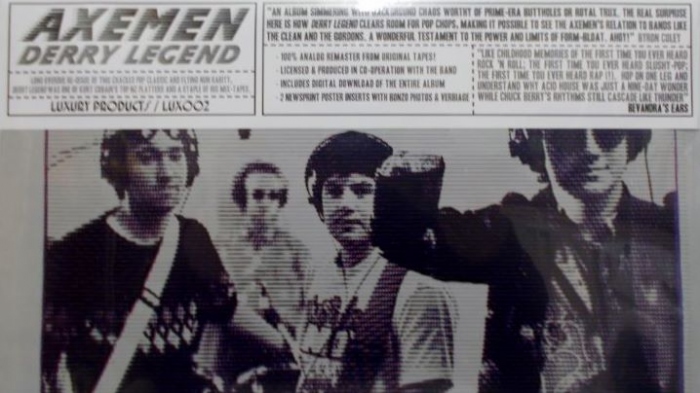 AXEMEN
DERRY LEGEND
LONG
LUXURY PRODUCTS // LUX002
"AN ALBUM SIMMERING WITH BACKGROUND CHAOS WORTHY OF PRIME-ERA BUTTHOLES OR ROYAL TRUX, THE REAL SURPRISE
HERE IS HOW DERRY LEGEND CLEARS ROOM FOR POP CHOPS, MAKING IT POSSIBLE TO SEE THE AXEMEN'S RELATION TO BANDS LIKE
THE CLEAN AND THE GORDONS. A WONDERFUL TESTAMENT TO THE POWER AND LIMITS OF FORM-BLOAT. AHOY!" BYRON COLEY
- 100% ANALOG REMASTER FROM ORIGINAL TAPES!
- LICENSED & PRODUCED IN CO-OPERATION WITH THE BAND
- INCLUDES DIGITAL DOWNLOAD OF THE ENTIRE ALBUM
- 2 NEWSPRINT POSTER INSERTS WITH BONZO PHOTOS & VERBIAGE
"LIKE CHILDHOOD MEMORIES OF THE FIRST TIME YOU EVER HEARD
ROCK 'N ROLL; THE FIRST TIME YOU EVER HEARD
THE FIRST TIME YOU EVER HEARD RAP (!). HOP ON ONE LEG AND
UNDERSTAND WHY ACID HOUSE WAS JUST A NINE-DAY WONDER
WHILE CHUCK BERRY'S RHYTHMS STILL CASCADE LIKE THUNDER"